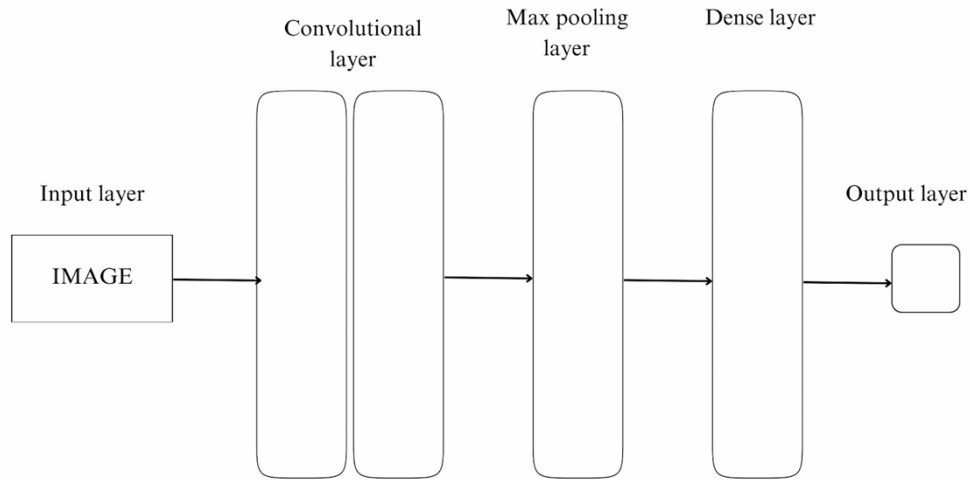 Convolutional
layer
Max pooling
layer
Dense layer
Input layer
IMAGE
Output layer